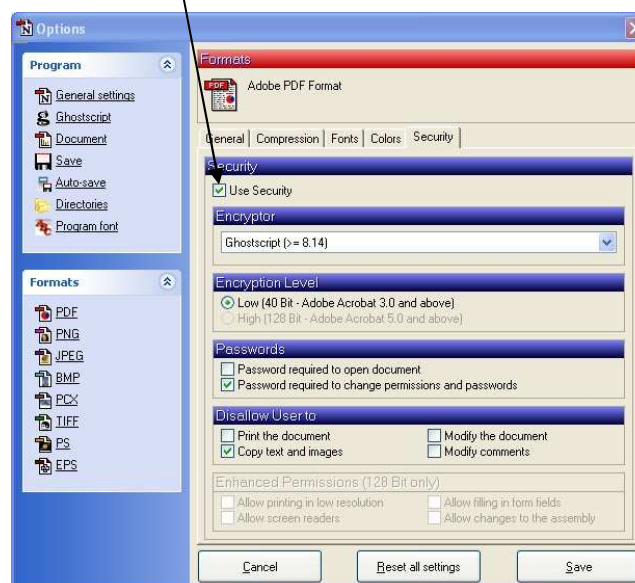 Options
Program
General settings
Ghostscript
Document
Save
Auto-save
Directories
Program font
Formats
PDF
PNG
JPEG
BMP
PCX
TIFF
PS
EPS
Formats
Adobe PDF Format
General Compression Fonts Colors Security
Security
Use Security
Encryptor
Ghostscript (>= 8.14)
Encryption Level
Low (40 Bit - Adobe Acrobat 3.0 and above)
High (128 Bit - Adobe Acrobat 5.0 and above)
Passwords
Password required to open document
Password required to change permissions and passwords
Disallow User to
Print the document Modify the document
Copy text and images Modify comments
Enhanced Permissions (128 Bit only)
Allow printing in low resolution Allow filling in form fields
Allow screen readers Allow changes to the assembly
Cancel Reset all settings Save